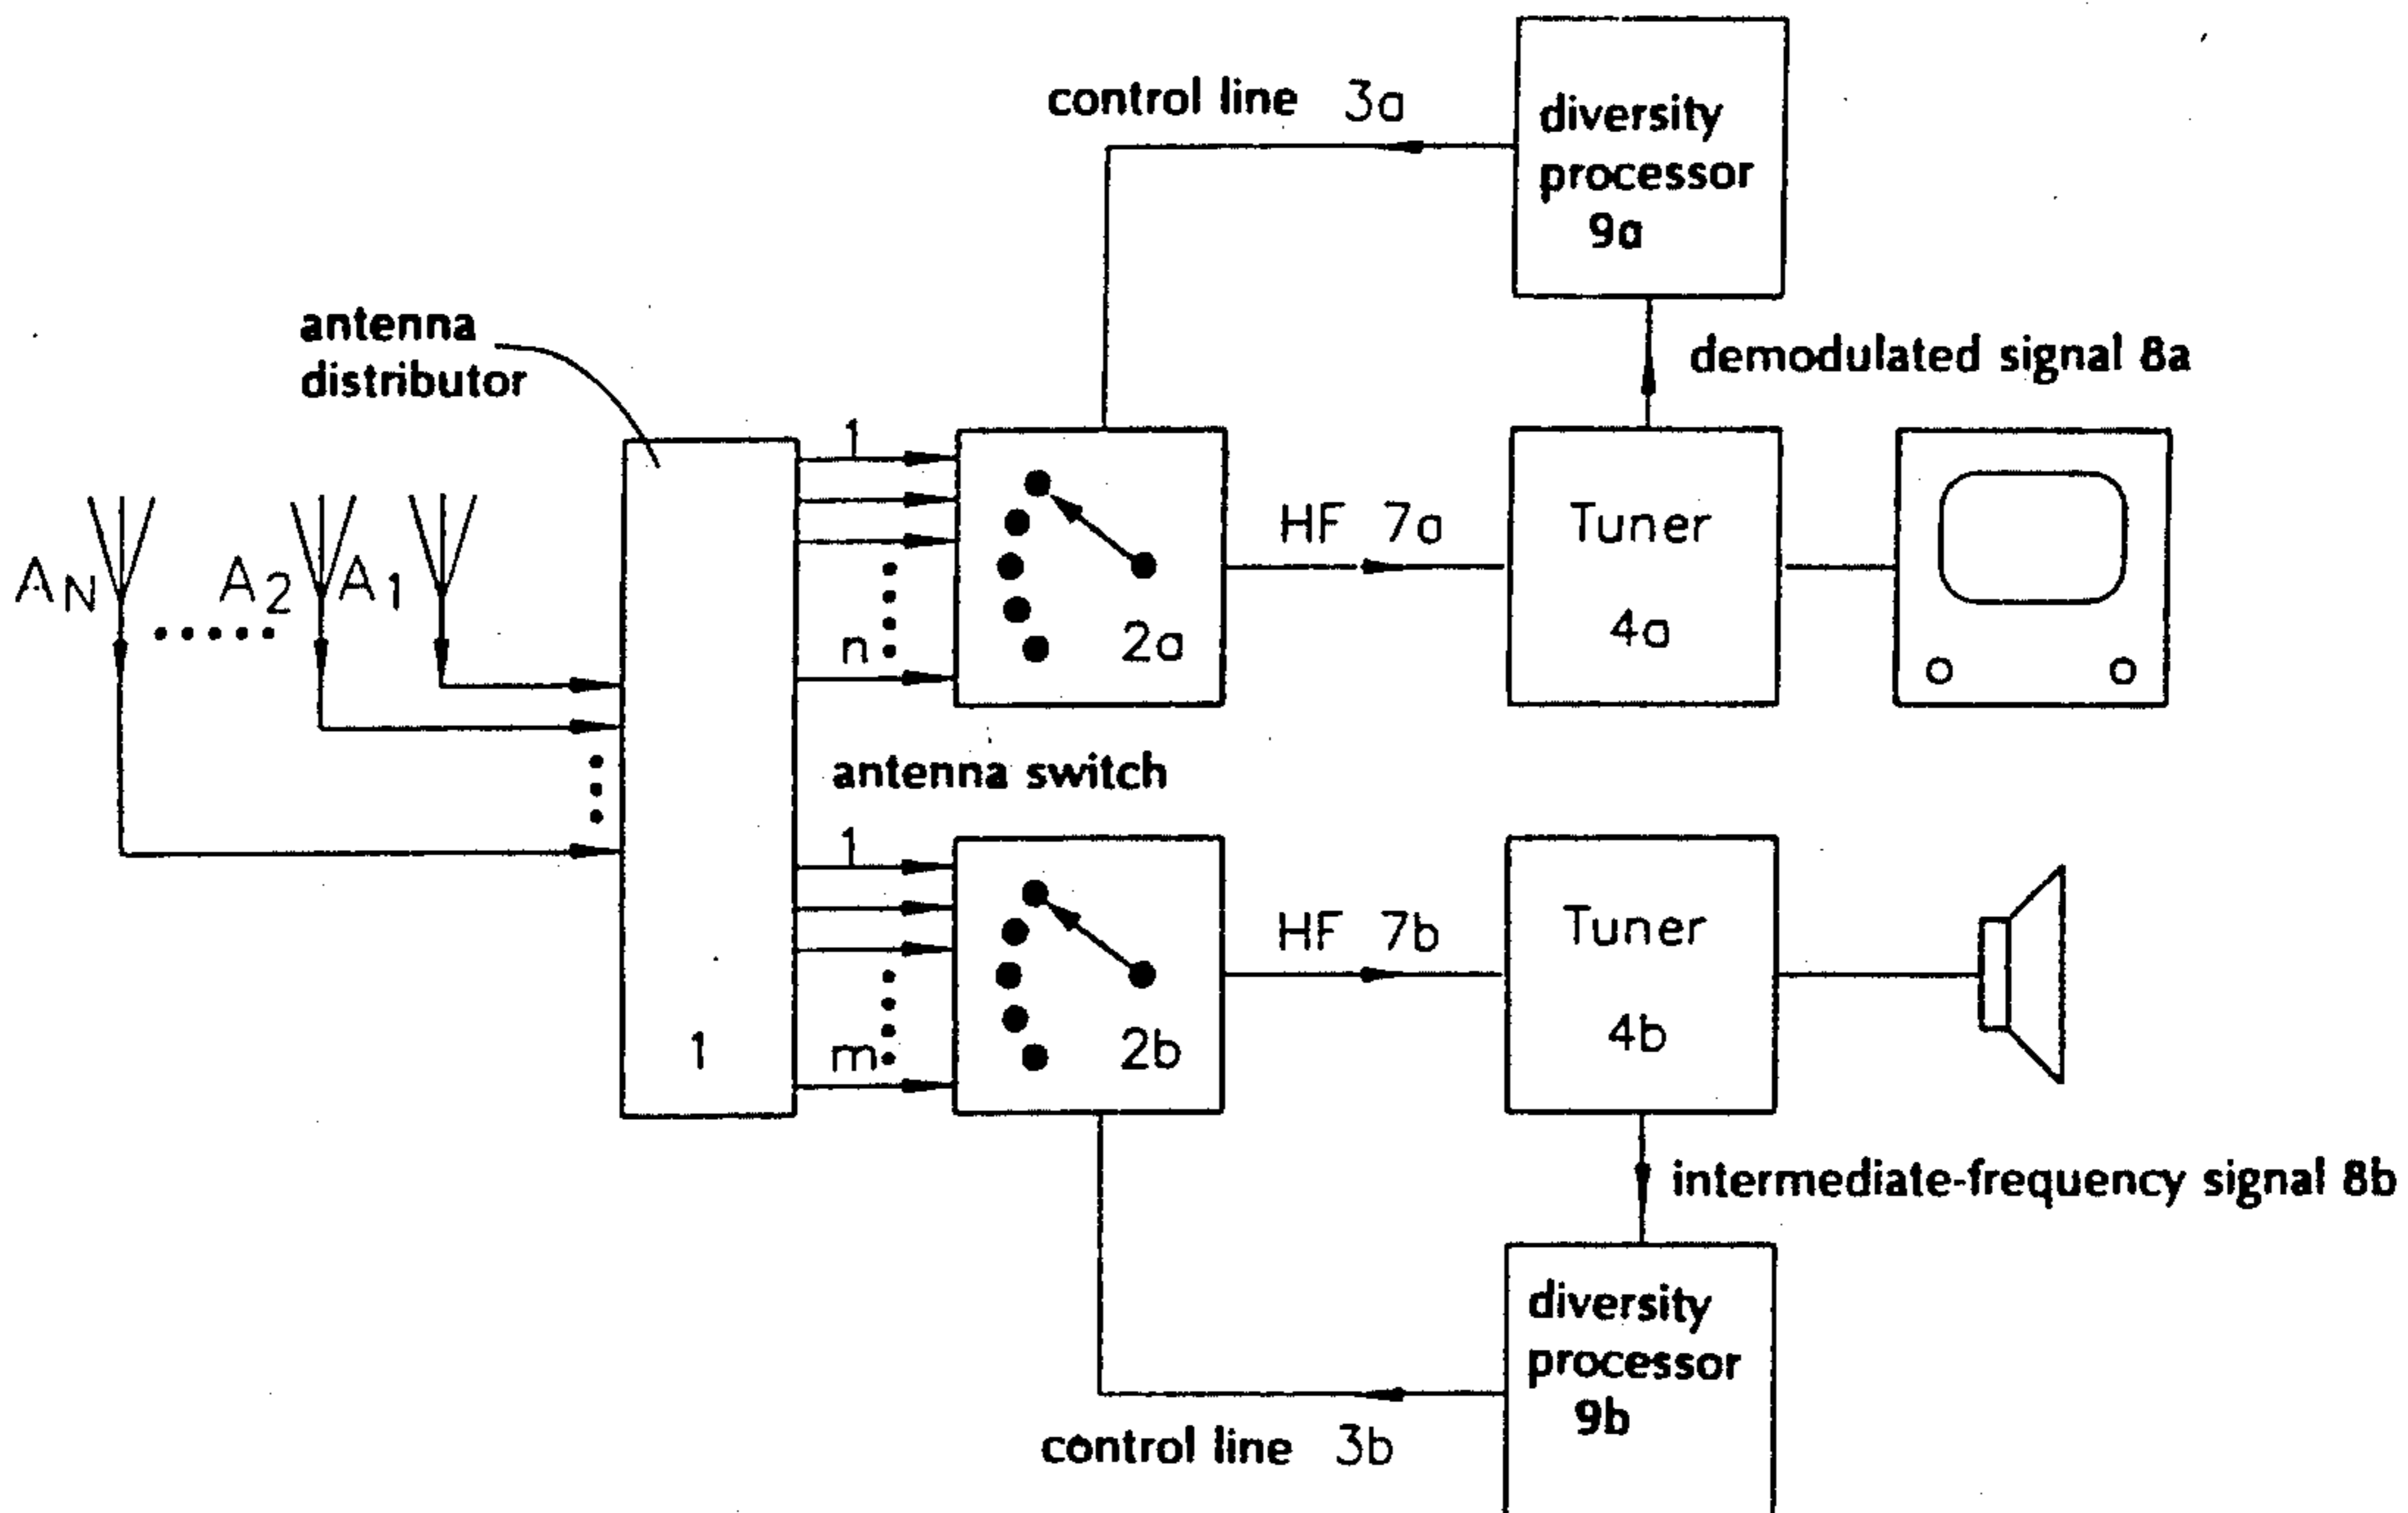 control line 3a
diversity
processor
9a
antenna
distributor
demodulated signal 8a
1
HF 7a
Tuner
4a
AN
A2
A1
n
2a
antenna switch
1
HF 7b
Tuner
4b
1
m
2b
intermediate-frequency signal 8b
diversity
processor
9b
control line 3b